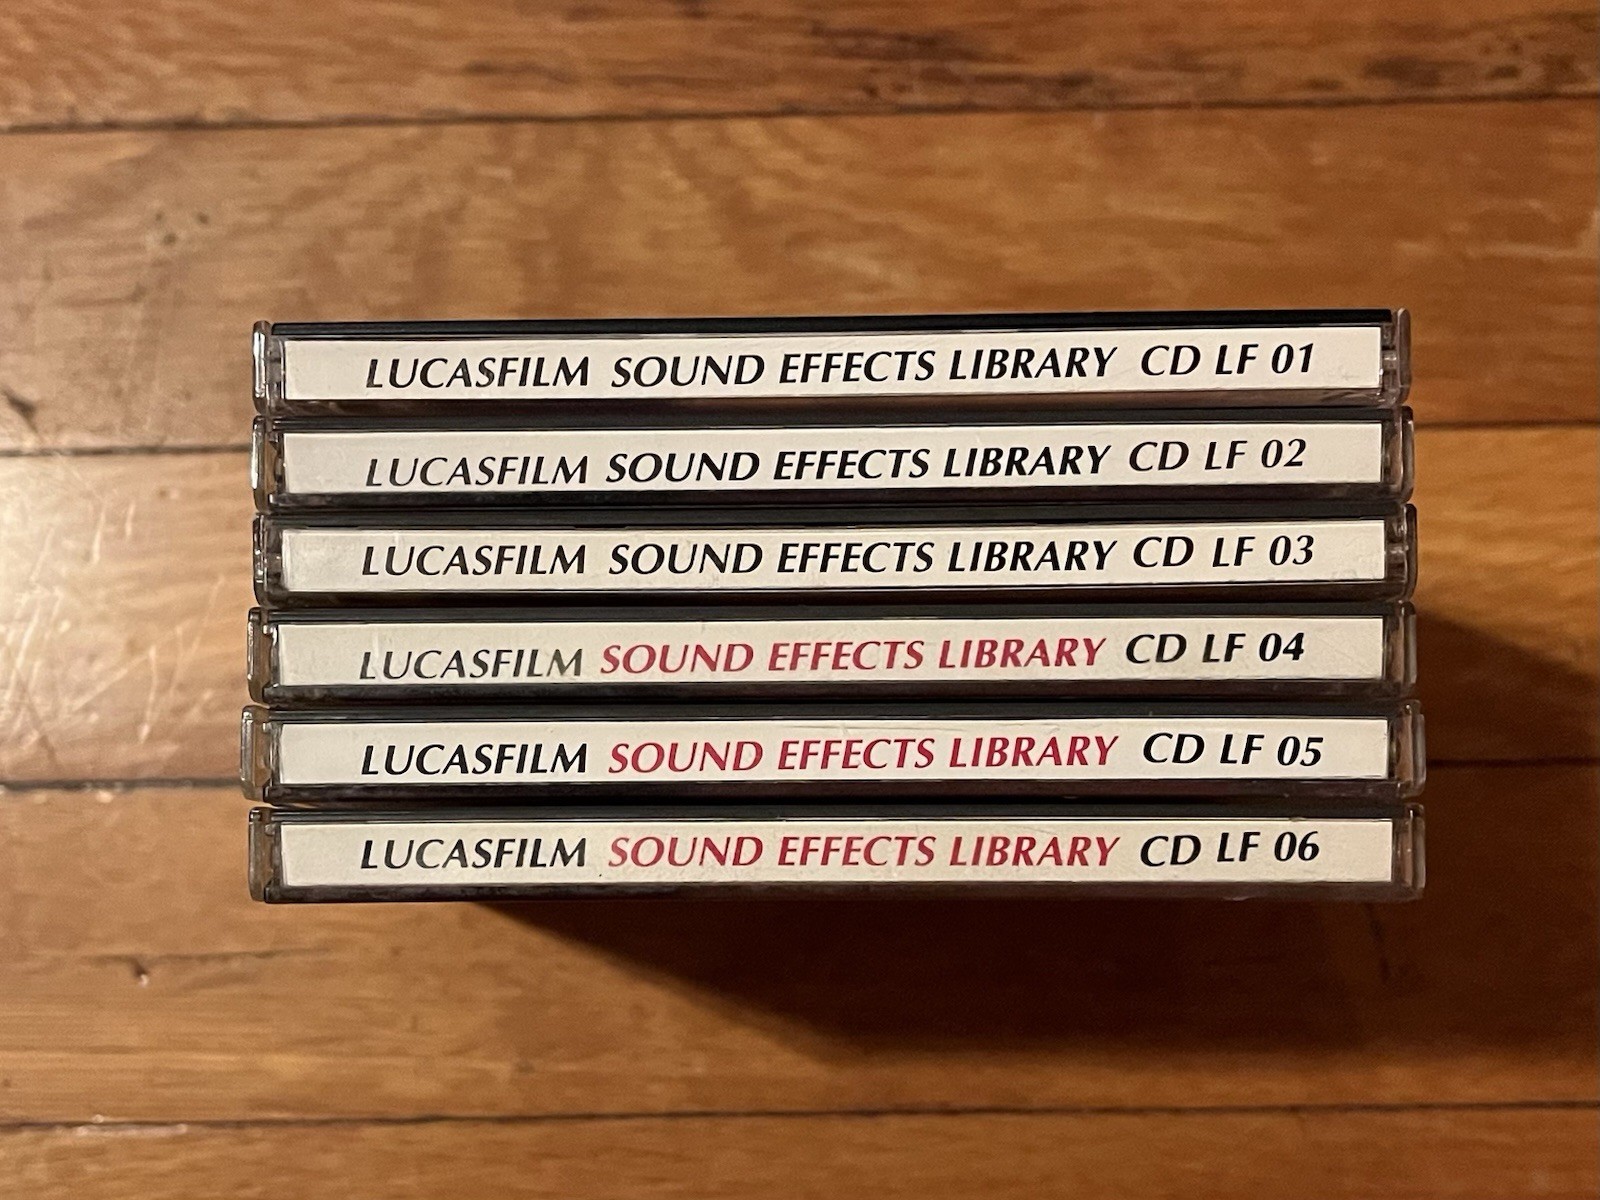 LUCASFILM SOUND EFFECTS LIBRARY CD LF 01
LUCASFILM SOUND EFFECTS LIBRARY CD LF 02
LUCASFILM SOUND EFFECTS LIBRARY CD LF 03
LUCASFILM SOUND EFFECTS LIBRARY CD LF 04
LUCASFILM SOUND EFFECTS LIBRARY CD LF 05
LUCASFILM SOUND EFFECTS LIBRARY CD LF 06